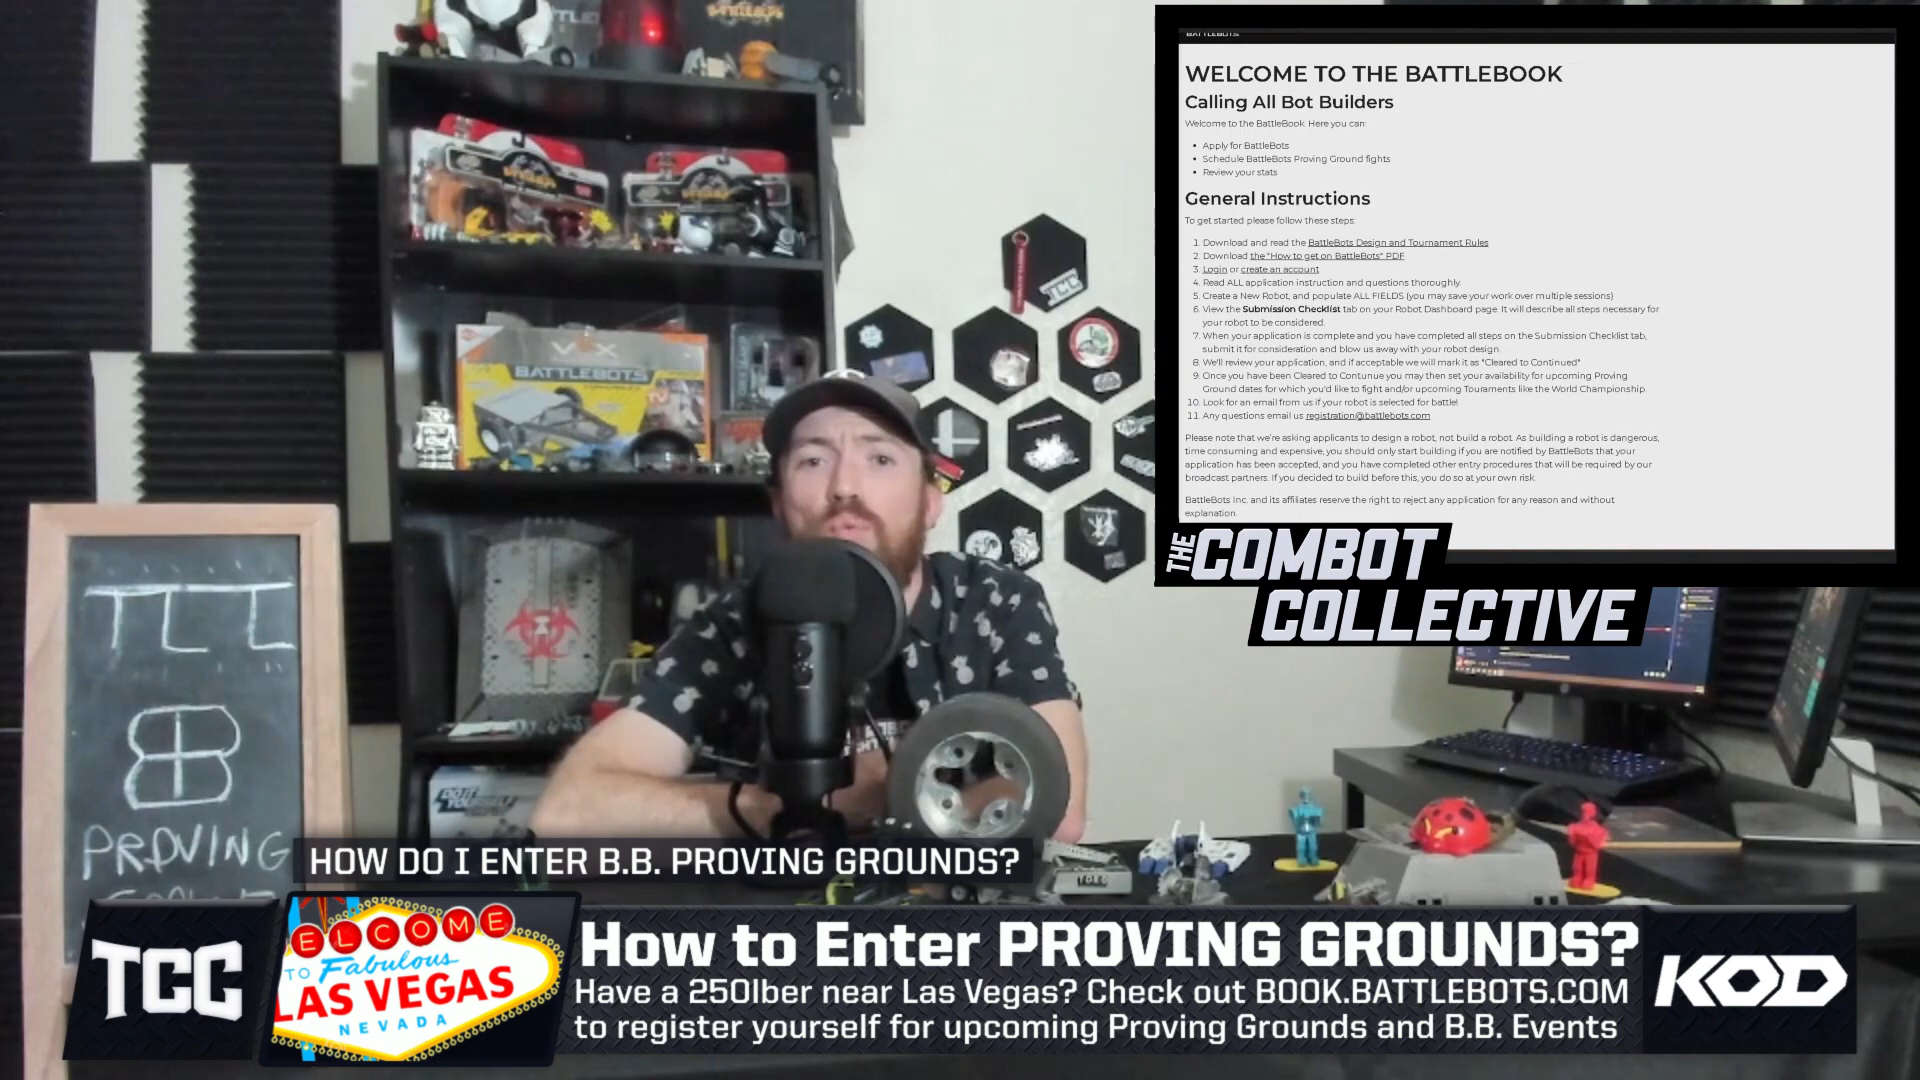 BATTLEBOTS
WELCOME TO THE BATTLEBOOK
Calling All Bot Builders
Welcome to the BattleBook. Here you can:
• Apply for BattleBots
• Schedule BattleBots Proving Ground fights
• Review your stats
General Instructions
To get started please follow these steps:
1. Download and read the BattleBots Design and Tournament Rules
2. Download the "How to get on BattleBots" PDF
3. Login or create an account
4. Read ALL application instruction and questions thoroughly.
5. Create a New Robot, and populate ALL FIELDS (you may save your work over multiple sessions)
6. View the Submission Checklist tab on your Robot Dashboard page. It will describe all steps necessary for
your robot to be considered.
7. When your application is complete and you have completed all steps on the Submission Checklist tab,
submit it for consideration and blow us away with your robot design.
8. We'll review your application, and if acceptable we will mark it as "Cleared to Continued"
9. Once you have been Cleared to Contunue you may then set your availability for upcoming Proving
Ground dates for which you'd like to fight and/or upcoming Touraments like the World Championship.
10. Look for an email from us if your robot is selected for battle!
11. Any questions email us registration@battlebots.com
Please note that we're asking applicants to design a robot, not build a robot. As building a robot is dangerous,
time consuming and expensive, you should only start building if you are notified by BattleBots that your
application has been accepted, and you have completed other entry procedures that will be required by our
broadcast partners. If you decided to build before this, you do so at your own risk.
BattleBots Inc. and its affiliates reserve the right to reject any application for any reason and without
explanation.
THE COMBOT
COLLECTIVE
TCC
VEX
BATTLEBOTS
DO IT
YOURSELF
TORO
TCC
PROVING
HOW DO I ENTER B.B. PROVING GROUNDS?
TCC
WELCOME
TO Fabulous
LAS VEGAS
NEVADA
How to Enter PROVING GROUNDS?
Have a 250lber near Las Vegas? Check out BOOK.BATTLEBOTS.COM
to register yourself for upcoming Proving Grounds and B.B. Events
KOD